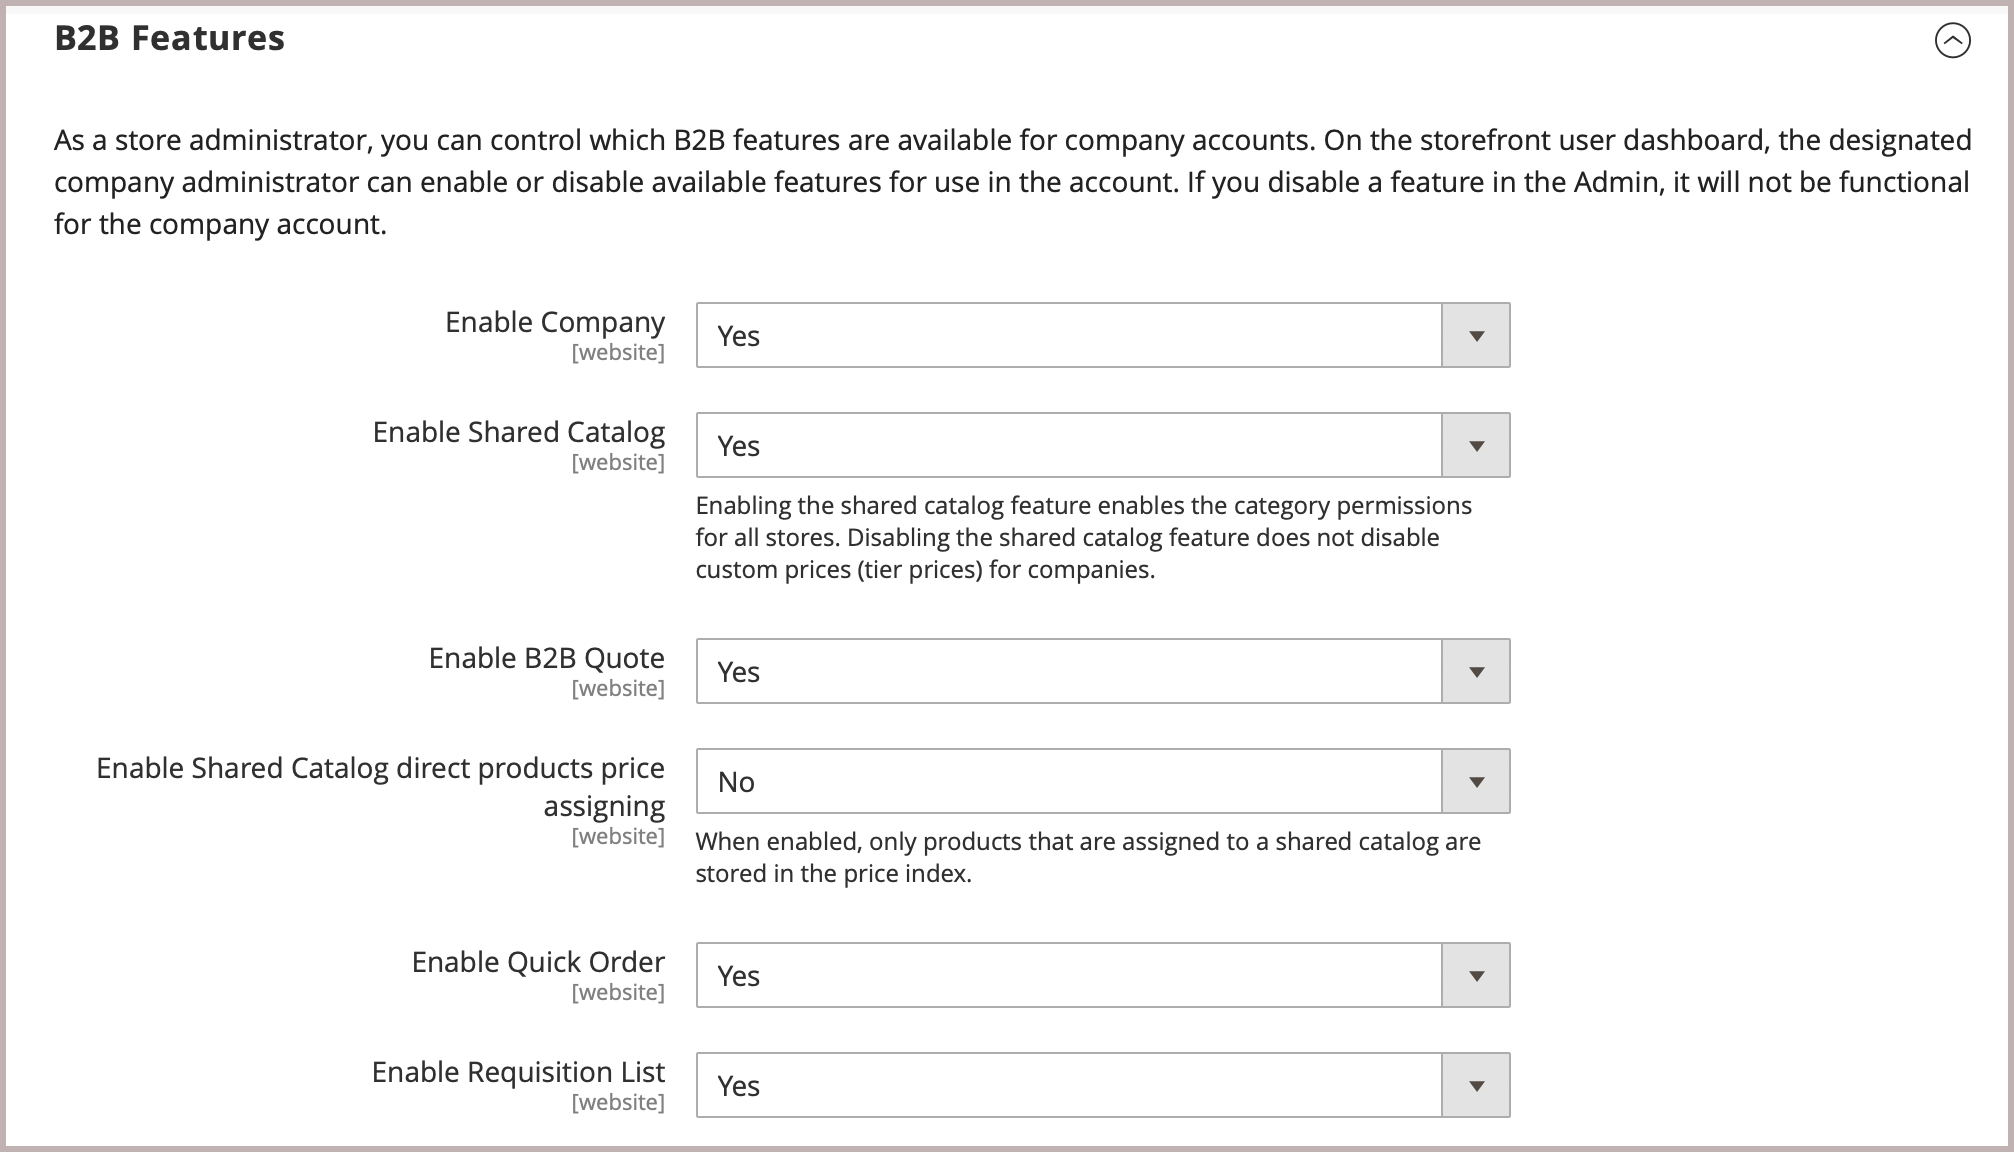 B2B Features
As a store administrator, you can control which B2B features are available for company accounts. On the storefront user dashboard, the designated
company administrator can enable or disable available features for use in the account. If you disable a feature in the Admin, it will not be functional
for the company account.
Enable Company
[website]
Yes
Enable Shared Catalog
[website]
Yes
Enabling the shared catalog feature enables the category permissions
for all stores. Disabling the shared catalog feature does not disable
custom prices (tier prices) for companies.
Enable B2B Quote
[website]
Yes
Enable Shared Catalog direct products price
assigning
[website]
No
When enabled, only products that are assigned to a shared catalog are
stored in the price index.
Enable Quick Order
[website]
Yes
Enable Requisition List
[website]
Yes